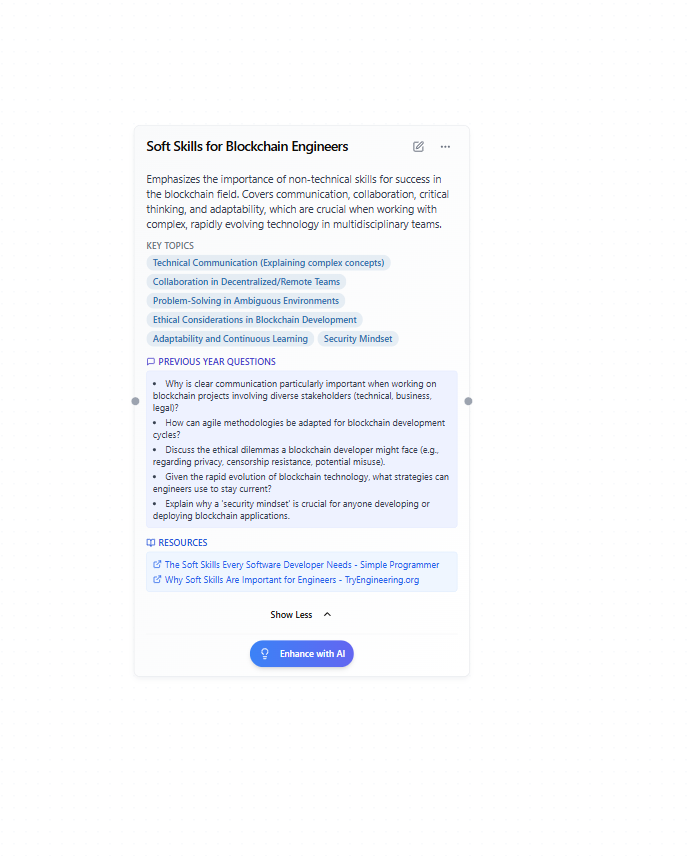 Soft Skills for Blockchain Engineers
Emphasizes the importance of non-technical skills for success in
the blockchain field. Covers communication, collaboration, critical
thinking, and adaptability, which are crucial when working with
complex, rapidly evolving technology in multidisciplinary teams.
KEY TOPICS
Technical Communication (Explaining complex concepts)
Collaboration in Decentralized/Remote Teams
Problem-Solving in Ambiguous Environments
Ethical Considerations in Blockchain Development
Adaptability and Continuous Learning Security Mindset
PREVIOUS YEAR QUESTIONS
• Why is clear communication particularly important when working on
blockchain projects involving diverse stakeholders (technical, business,
legal)?
• How can agile methodologies be adapted for blockchain development
cycles?
• Discuss the ethical dilemmas a blockchain developer might face (e.g.,
regarding privacy, censorship resistance, potential misuse).
• Given the rapid evolution of blockchain technology, what strategies can
engineers use to stay current?
• Explain why a 'security mindset' is crucial for anyone developing or
deploying blockchain applications.
RESOURCES
The Soft Skills Every Software Developer Needs - Simple Programmer
Why Soft Skills Are Important for Engineers - TryEngineering.org
Show Less
Enhance with AI